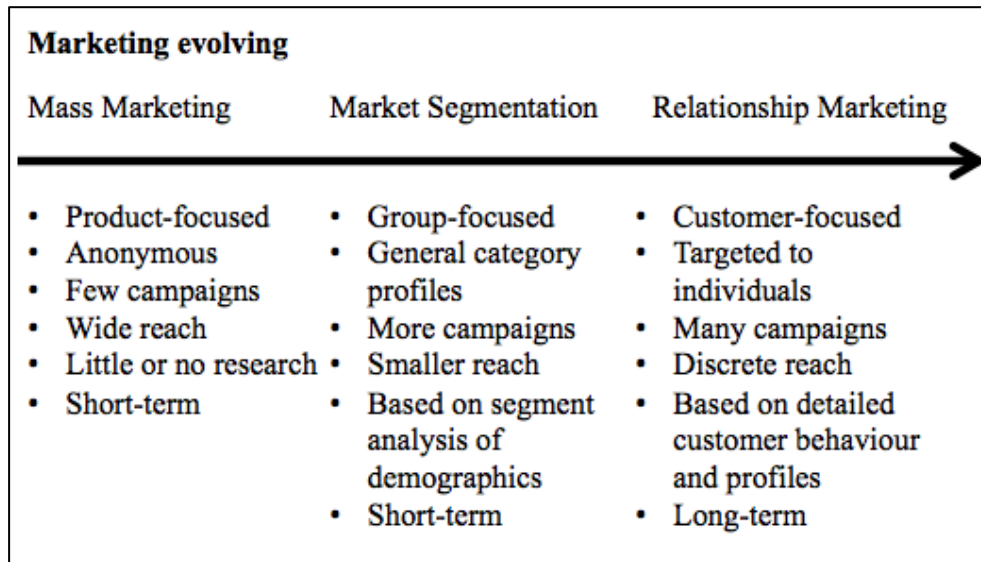 Marketing evolving
Mass Marketing
Market Segmentation
Relationship Marketing
• Product-focused
• Anonymous
• Few campaigns
• Wide reach
• Little or no research
• Short-term
• Group-focused
• General category
profiles
• More campaigns
• Smaller reach
• Based on segment
analysis of
demographics
• Short-term
• Customer-focused
• Targeted to
individuals
• Many campaigns
• Discrete reach
• Based on detailed
customer behaviour
and profiles
• Long-term